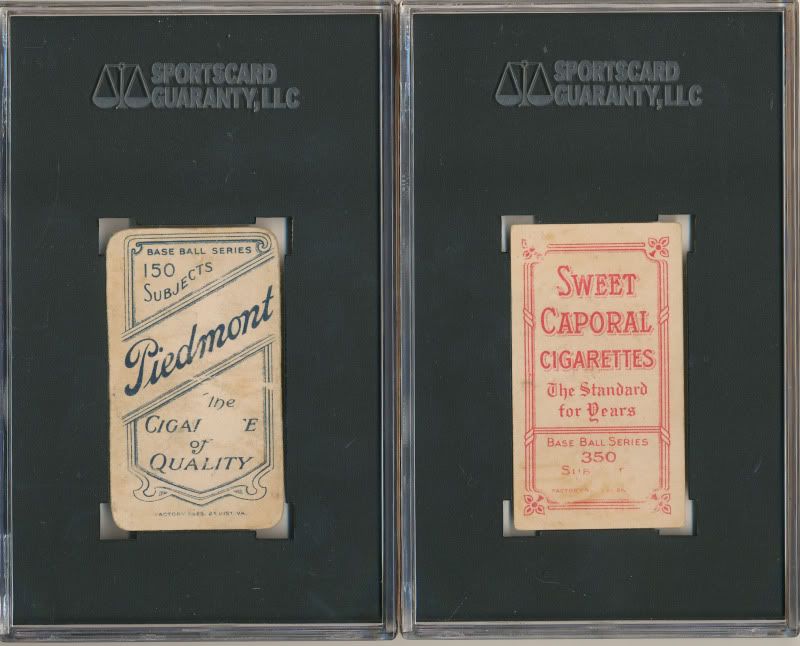 SPORTSCARD
GUARANTY, LLC
BASE BALL SERIES
150
SUBJECTS
Piedmont
The
CIGAR E
of
QUALITY
SPORTSCARD
GUARANTY, LLC
SWEET
CAPORAL
CIGARETTES
The Standard
for Years
BASE BALL SERIES
350